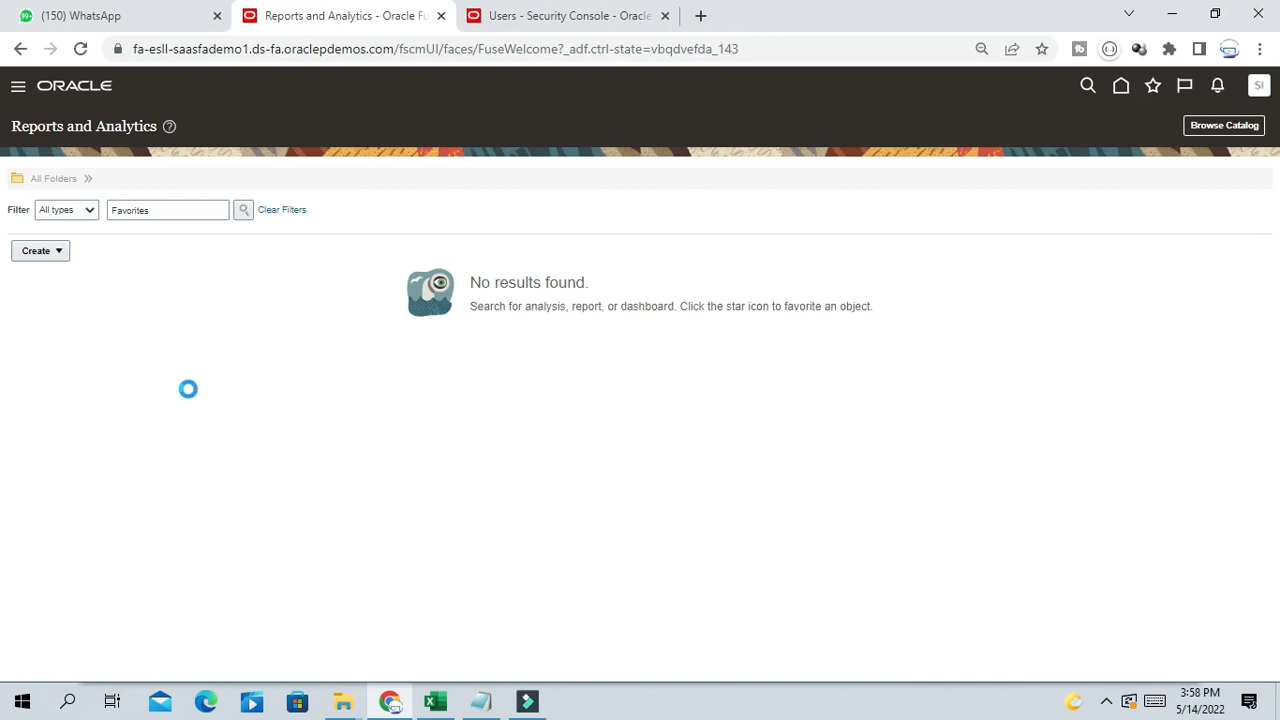 99+ (150) WhatsApp
Reports and Analytics - Oracle Fu
Users - Security Console - Oracle
fa-esll-saasfademo1.ds-fa.oraclepdemos.com/fscmUI/faces/FuseWelcome?_adf.ctrl-state=vbqdvefda_143
ORACLE
SI
Reports and Analytics ?
Browse Catalog
All Folders
Filter All types Favorites Clear Filters
Create
No results found.
Search for analysis, report, or dashboard. Click the star icon to favorite an object.
3:58 PM
5/14/2022